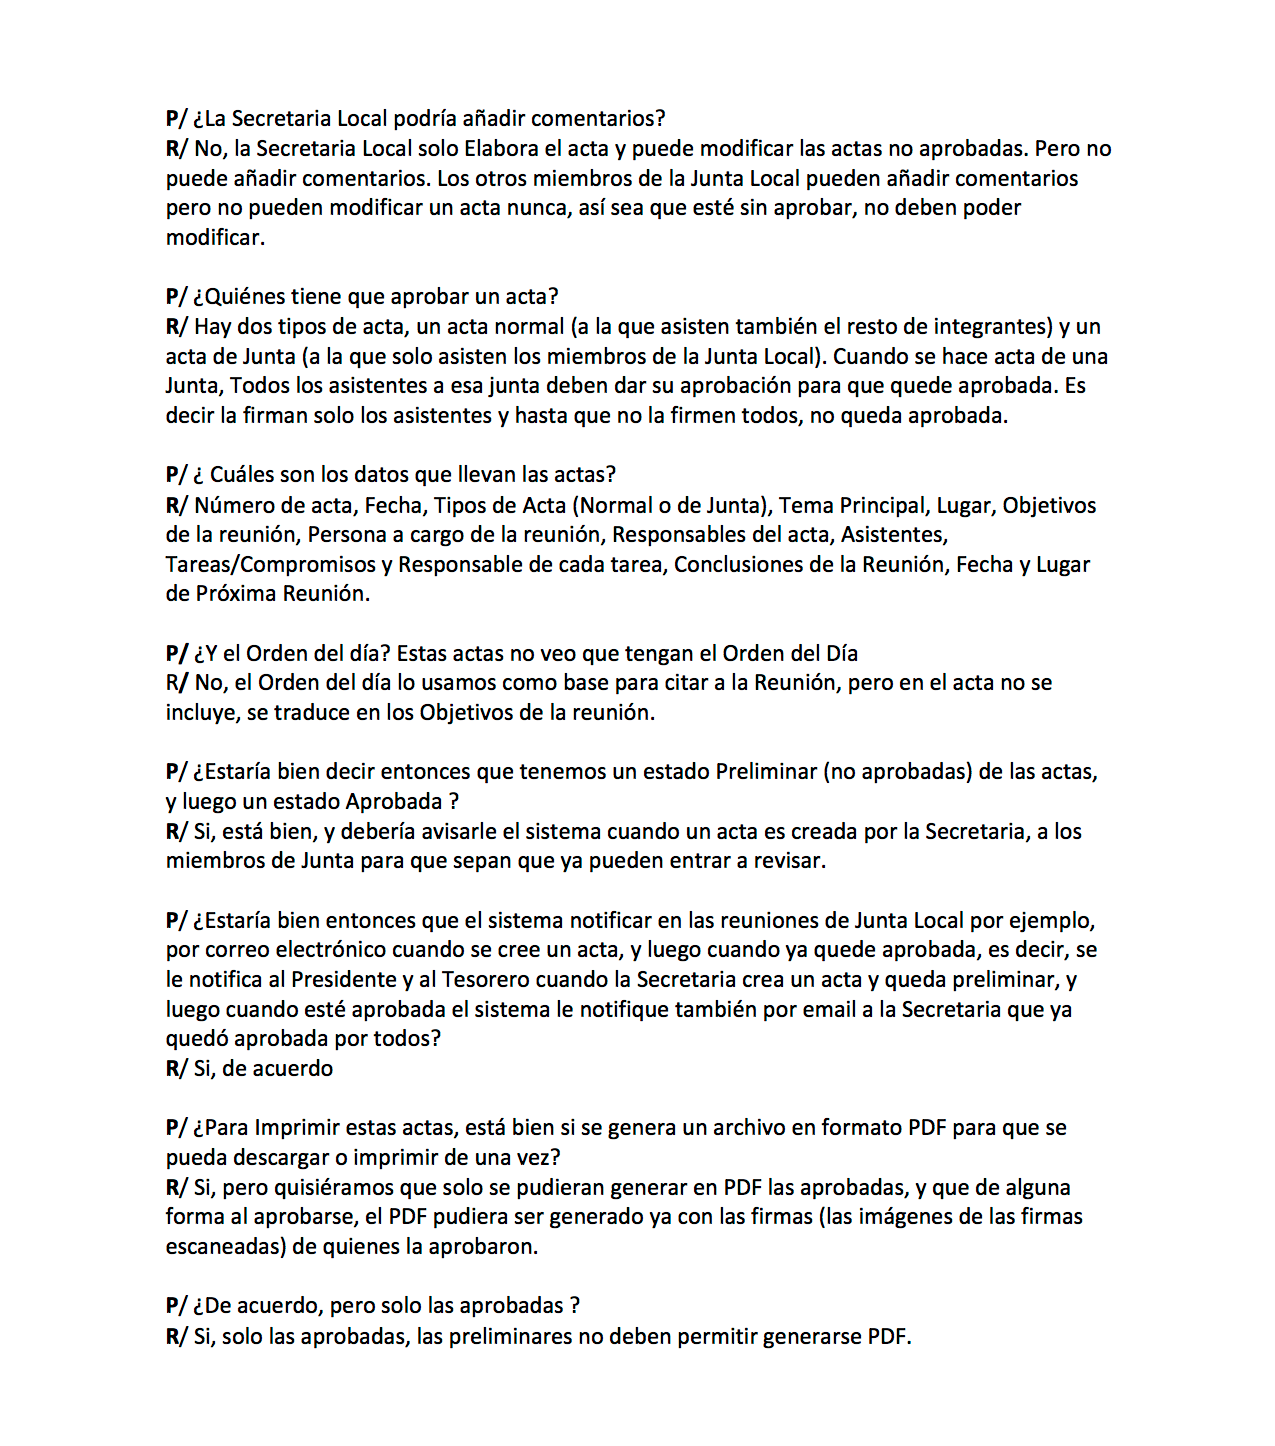 P/ ¿La Secretaria Local podría añadir comentarios?
R/ No, la Secretaria Local solo Elabora el acta y puede modificar las actas no aprobadas. Pero no
puede añadir comentarios. Los otros miembros de la Junta Local pueden añadir comentarios
pero no pueden modificar un acta nunca, así sea que esté sin aprobar, no deben poder
modificar.
P/ ¿Quiénes tiene que aprobar un acta?
R/ Hay dos tipos de acta, un acta normal (a la que asisten también el resto de integrantes) y un
acta de Junta (a la que solo asisten los miembros de la Junta Local). Cuando se hace acta de una
Junta, Todos los asistentes a esa junta deben dar su aprobación para que quede aprobada. Es
decir la firman solo los asistentes y hasta que no la firmen todos, no queda aprobada.
P/ ¿ Cuáles son los datos que llevan las actas?
R/ Número de acta, Fecha, Tipos de Acta (Normal o de Junta), Tema Principal, Lugar, Objetivos
de la reunión, Persona a cargo de la reunión, Responsables del acta, Asistentes,
Tareas/Compromisos y Responsable de cada tarea, Conclusiones de la Reunión, Fecha y Lugar
de Próxima Reunión.
P/ ¿Y el Orden del día? Estas actas no veo que tengan el Orden del Día
R/ No, el Orden del día lo usamos como base para citar a la Reunión, pero en el acta no se
incluye, se traduce en los Objetivos de la reunión.
P/ ¿Estaría bien decir entonces que tenemos un estado Preliminar (no aprobadas) de las actas,
y luego un estado Aprobada ?
R/ Si, está bien, y debería avisarle el sistema cuando un acta es creada por la Secretaria, a los
miembros de Junta para que sepan que ya pueden entrar a revisar.
P/ ¿Estaría bien entonces que el sistema notificar en las reuniones de Junta Local por ejemplo,
por correo electrónico cuando se cree un acta, y luego cuando ya quede aprobada, es decir, se
le notifica al Presidente y al Tesorero cuando la Secretaria crea un acta y queda preliminar, y
luego cuando esté aprobada el sistema le notifique también por email a la Secretaria que ya
quedó aprobada por todos?
R/ Si, de acuerdo
P/ ¿Para Imprimir estas actas, está bien si se genera un archivo en formato PDF para que se
pueda descargar o imprimir de una vez?
R/ Si, pero quisiéramos que solo se pudieran generar en PDF las aprobadas, y que de alguna
forma al aprobarse, el PDF pudiera ser generado ya con las firmas (las imágenes de las firmas
escaneadas) de quienes la aprobaron.
P/ ¿De acuerdo, pero solo las aprobadas ?
R/ Si, solo las aprobadas, las preliminares no deben permitir generarse PDF.